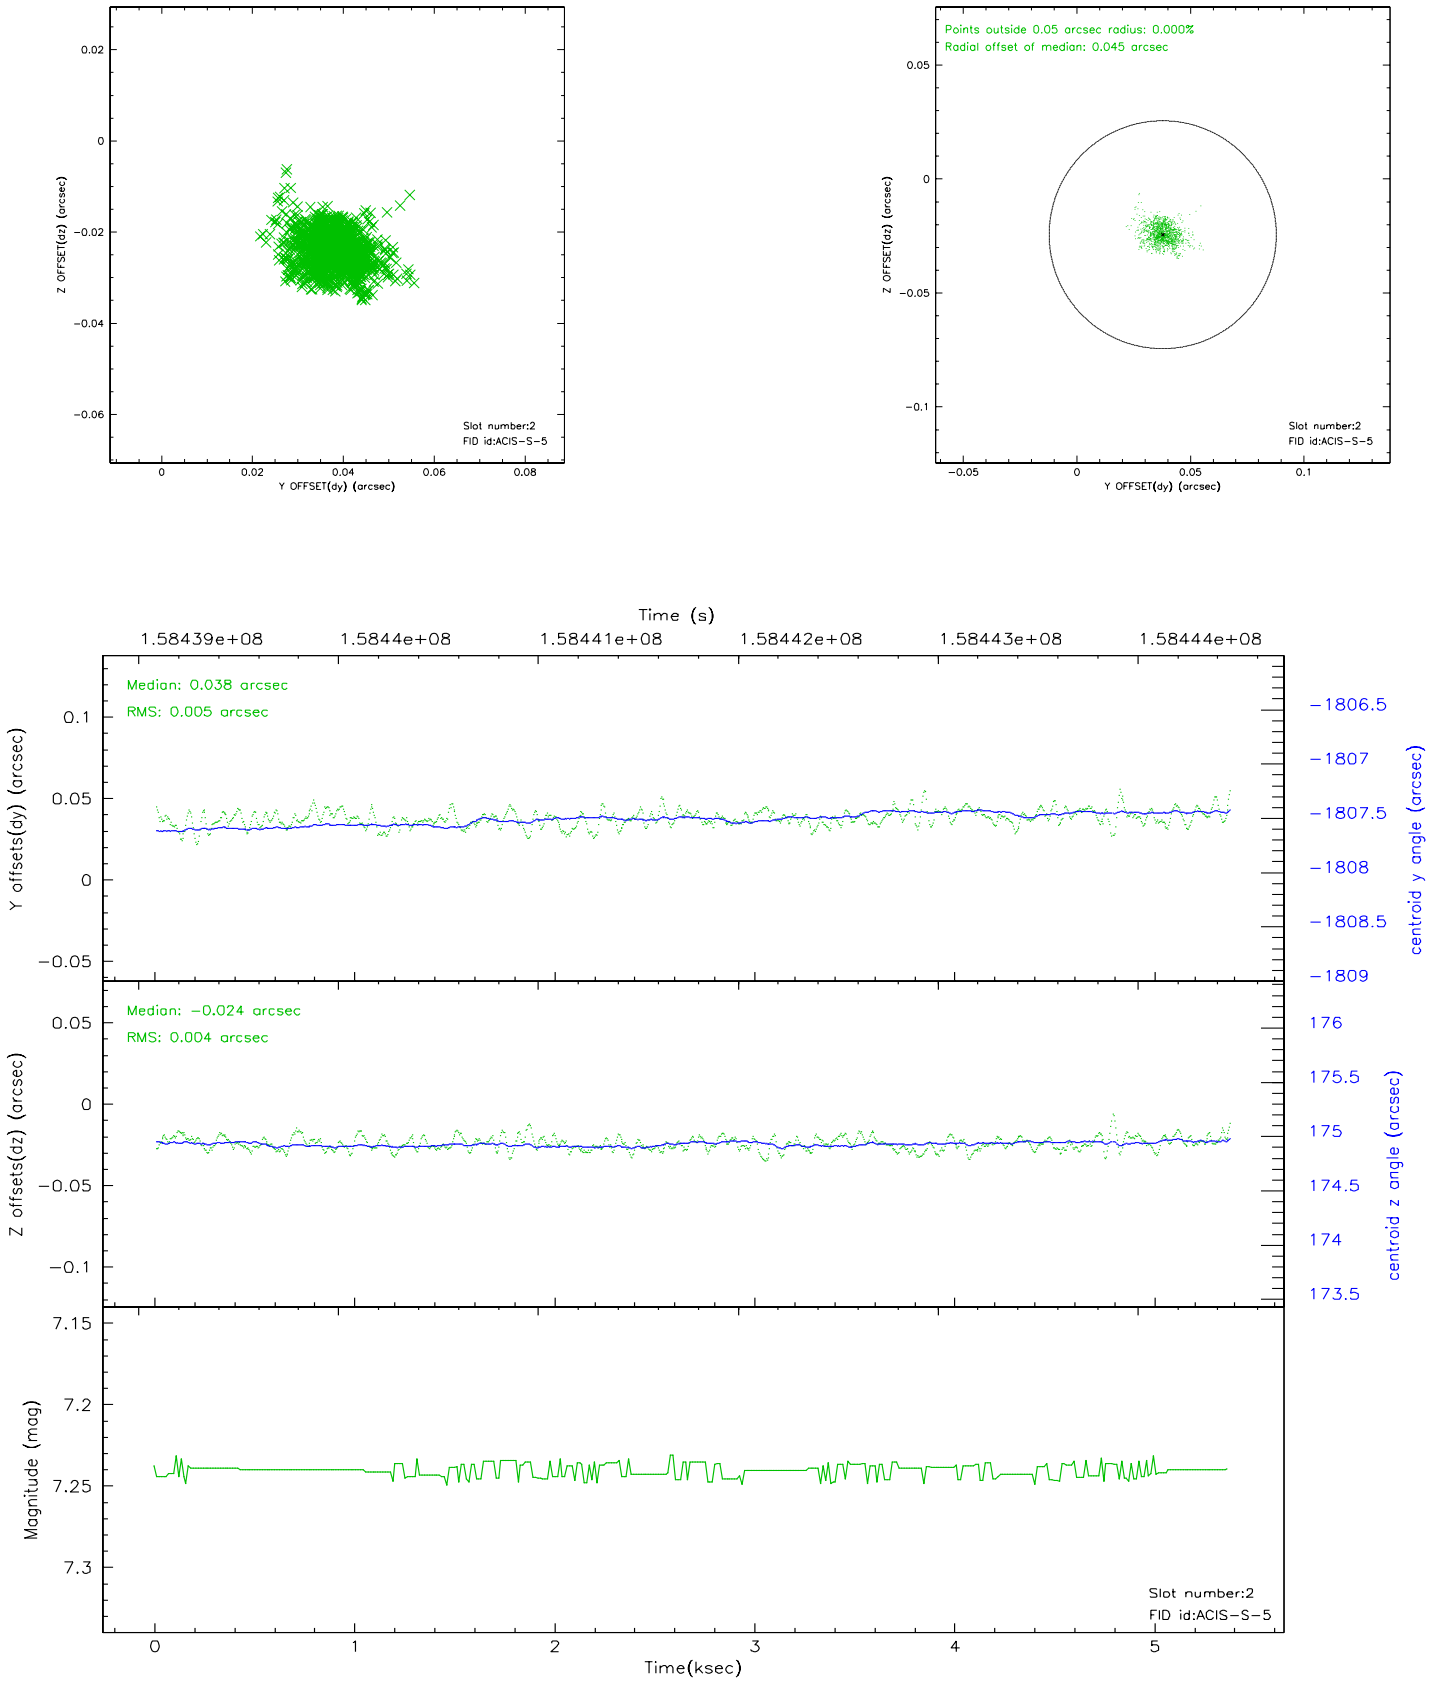 0.02
0
−0.02
−0.04
−0.06
Z OFFSET(dz) (arcsec)
Slot number:2
FID id:ACIS−S−5
0 0.02 0.04 0.06 0.08
Y OFFSET(dy) (arcsec)
Points outside 0.05 arcsec radius: 0.000%
Radial offset of median: 0.045 arcsec
0.05
0
−0.05
−0.1
Z OFFSET(dz) (arcsec)
Slot number:2
FID id:ACIS−S−5
−0.05 0 0.05 0.1
Y OFFSET(dy) (arcsec)
Time (s)
1.58439e+08 1.5844e+08 1.58441e+08 1.58442e+08 1.58443e+08 1.58444e+08
Median: 0.038 arcsec
RMS: 0.005 arcsec
0.1
0.05
0
−0.05
Y offsets(dy) (arcsec)
−1806.5
−1807
−1807.5
−1808
−1808.5
−1809
centroid y angle (arcsec)
Median: −0.024 arcsec
RMS: 0.004 arcsec
0.05
0
−0.05
−0.1
Z offsets(dz) (arcsec)
176
175.5
175
174.5
174
173.5
centroid z angle (arcsec)
7.15
7.2
7.25
7.3
Magnitude (mag)
Slot number:2
FID id:ACIS−S−5
0 1 2 3 4 5
Time(ksec)